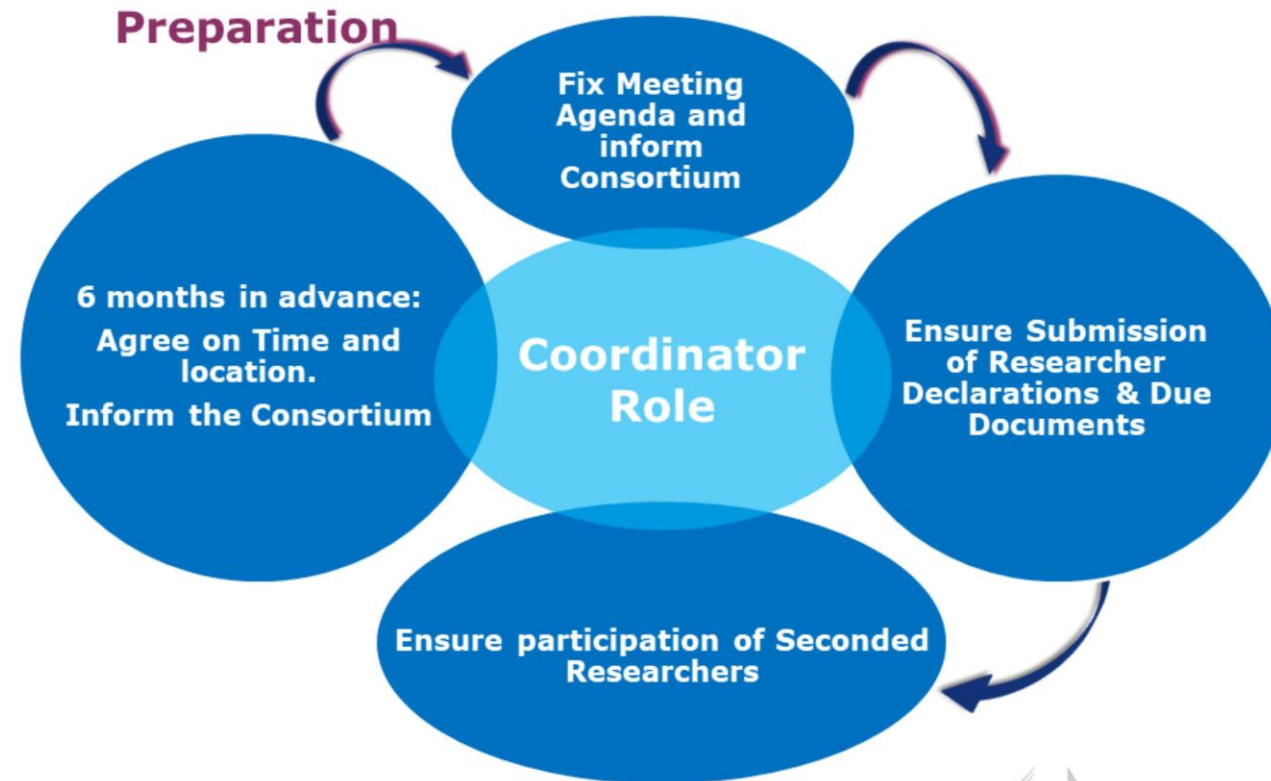 Preparation
Fix Meeting
Agenda and
inform
Consortium
6 months in advance:
Agree on Time and
location.
Inform the Consortium
Coordinator
Role
Ensure Submission
of Researcher
Declarations & Due
Documents
Ensure participation of Seconded
Researchers